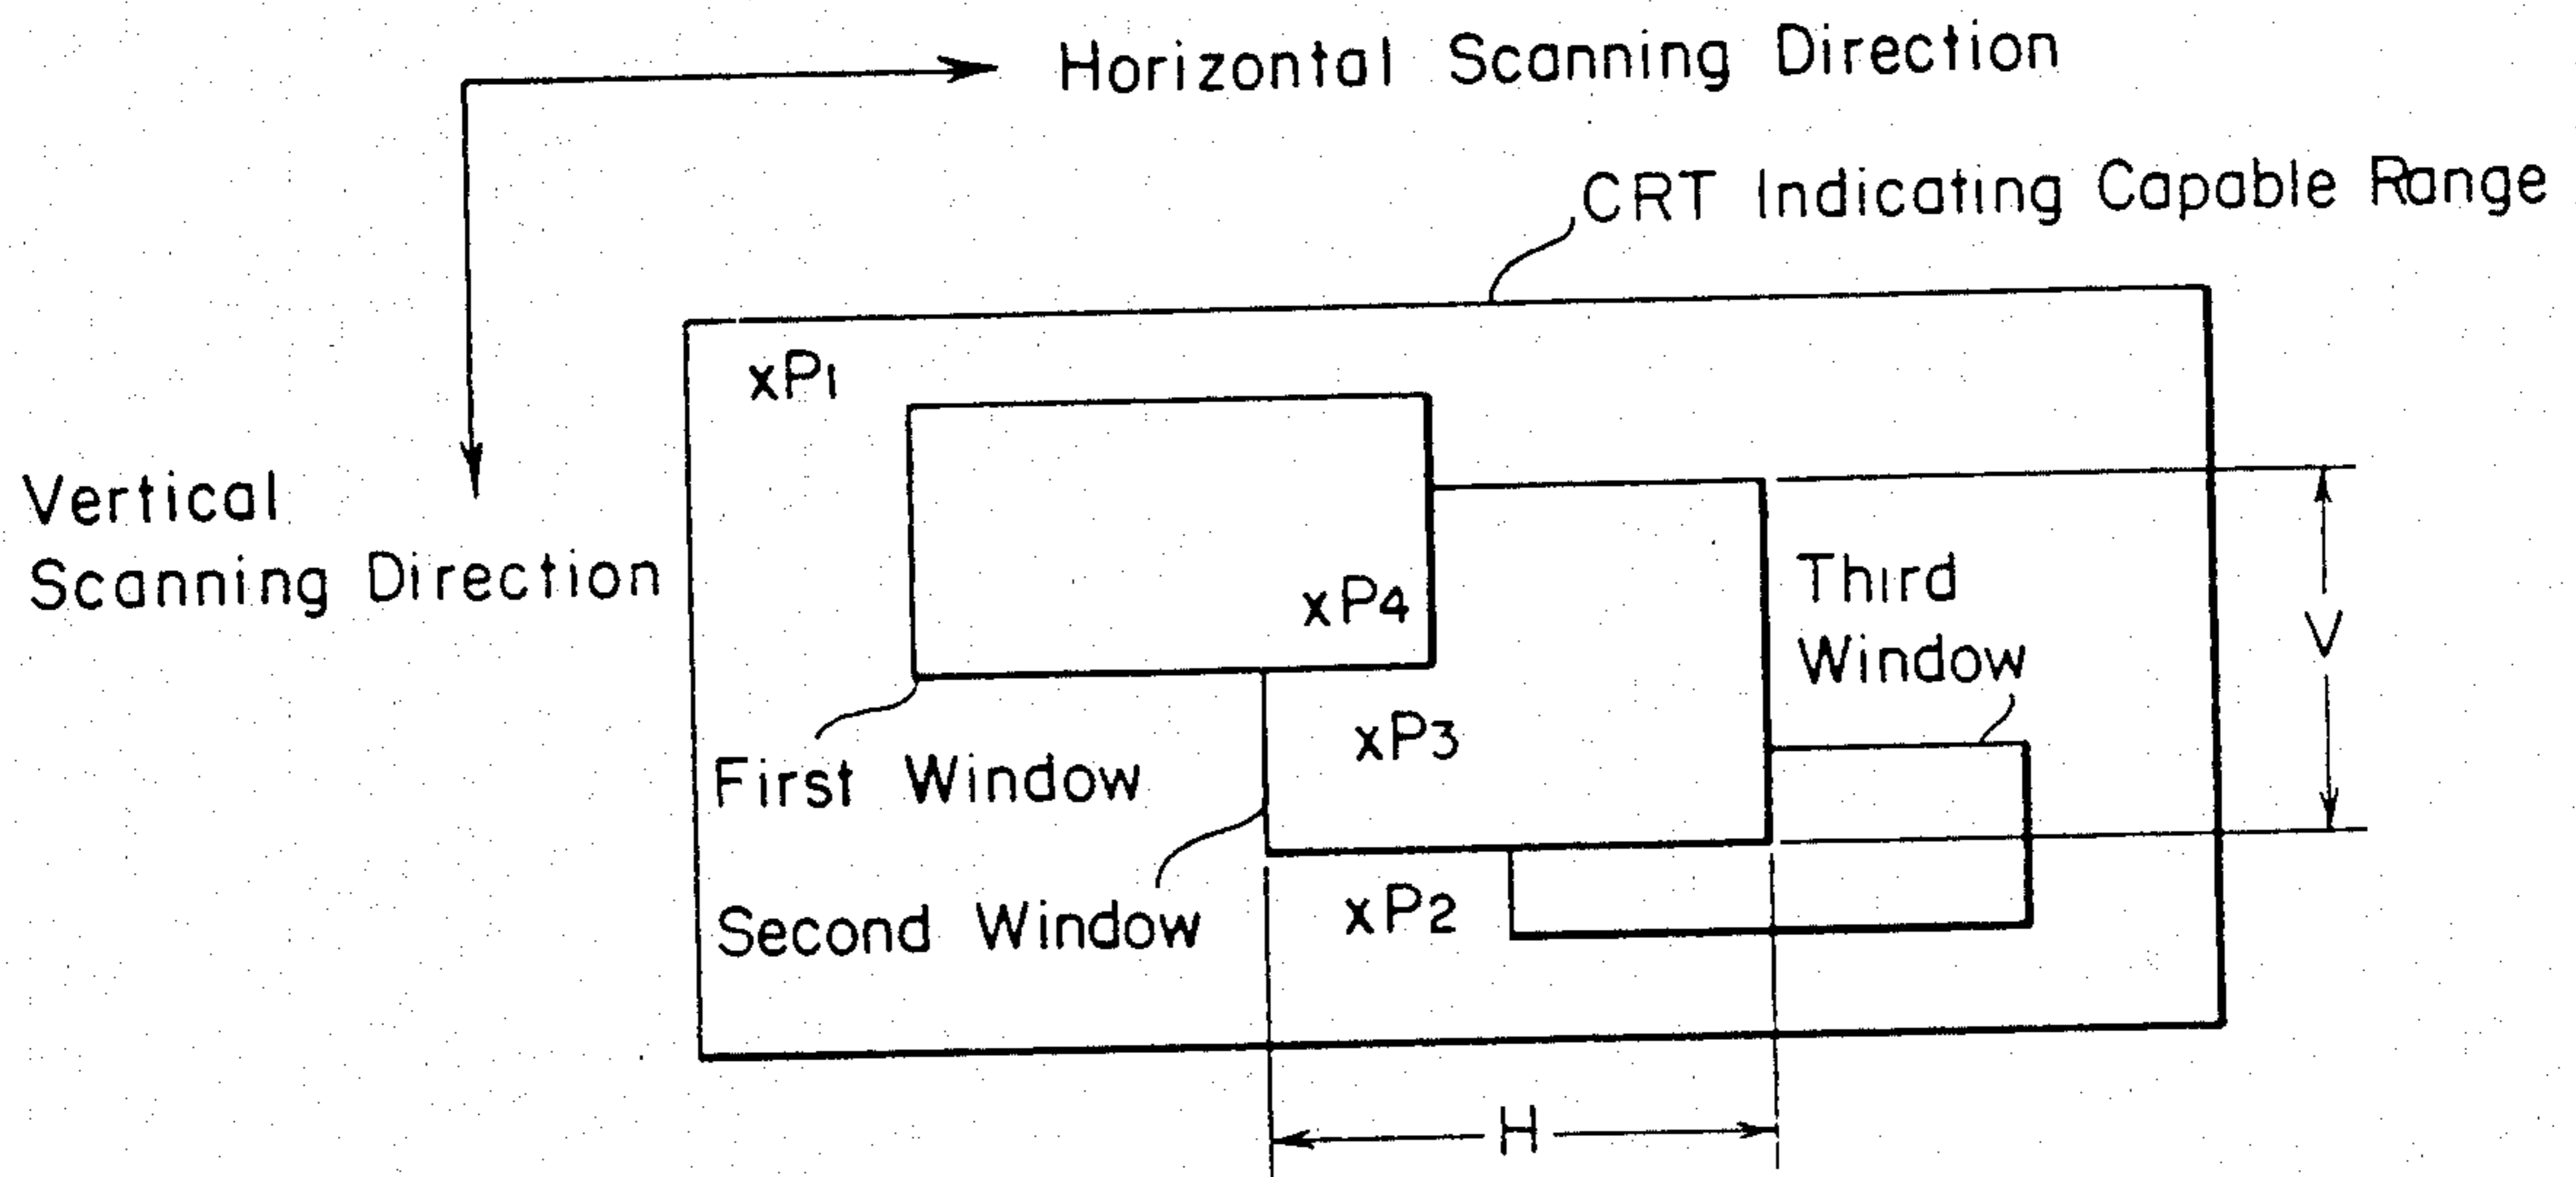 Horizontal Scanning Direction
CRT Indicating Capable Range
xP1
Vertical
Scanning Direction
xP4
Third
Window
V
xP3
First Window
xP2
Second Window
H